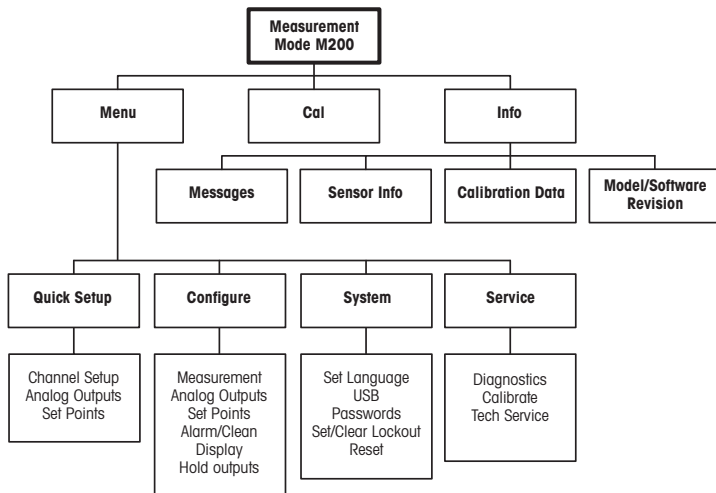 Measurement
Mode M200
Menu
Cal
Info
Messages
Sensor Info
Calibration Data
Model/Software
Revision
Quick Setup
Configure
System
Service
Channel Setup
Analog Outputs
Set Points
Measurement
Analog Outputs
Set Points
Alarm/Clean
Display
Hold outputs
Set Language
USB
Passwords
Set/Clear Lockout
Reset
Diagnostics
Calibrate
Tech Service